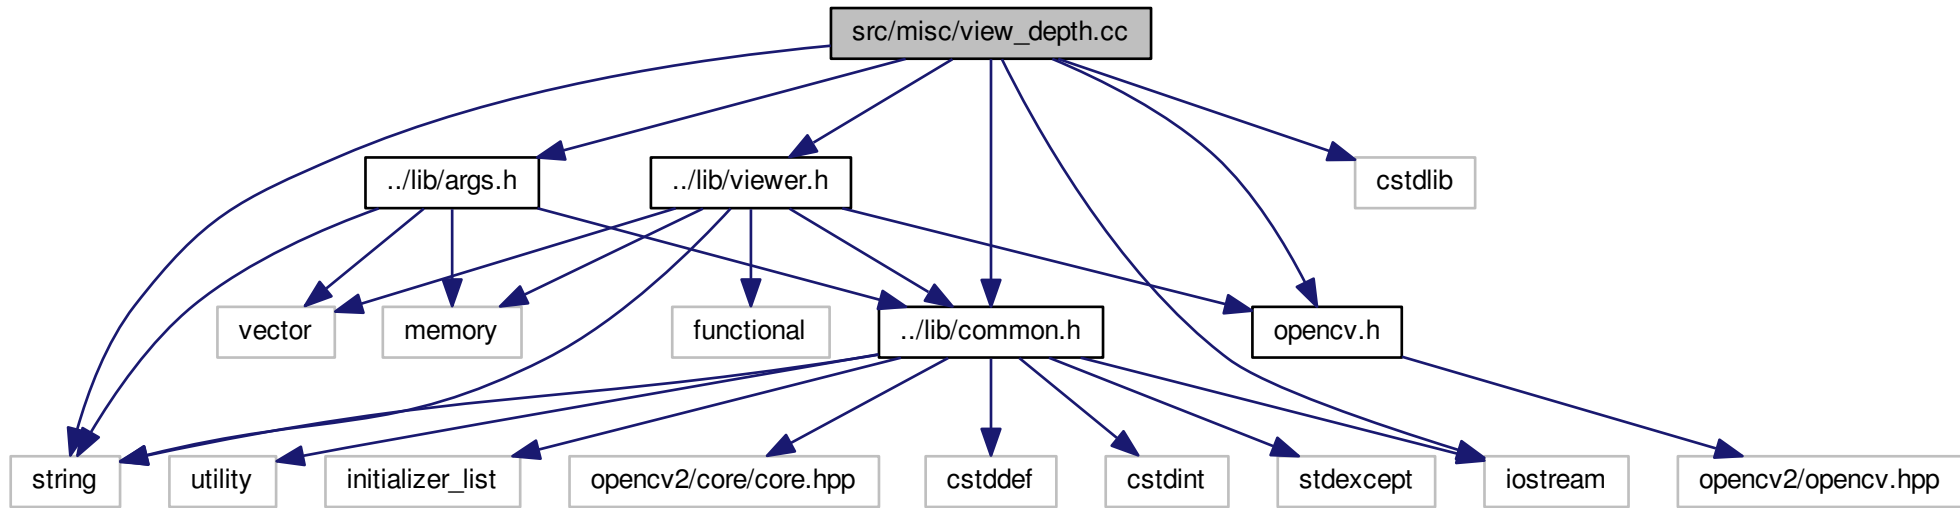 src/misc/view_depth.cc
../lib/args.h
../lib/viewer.h
cstdlib
vector
memory
functional
../lib/common.h
opencv.h
string
utility
initializer_list
opencv2/core/core.hpp
cstddef
cstdint
stdexcept
iostream
opencv2/opencv.hpp